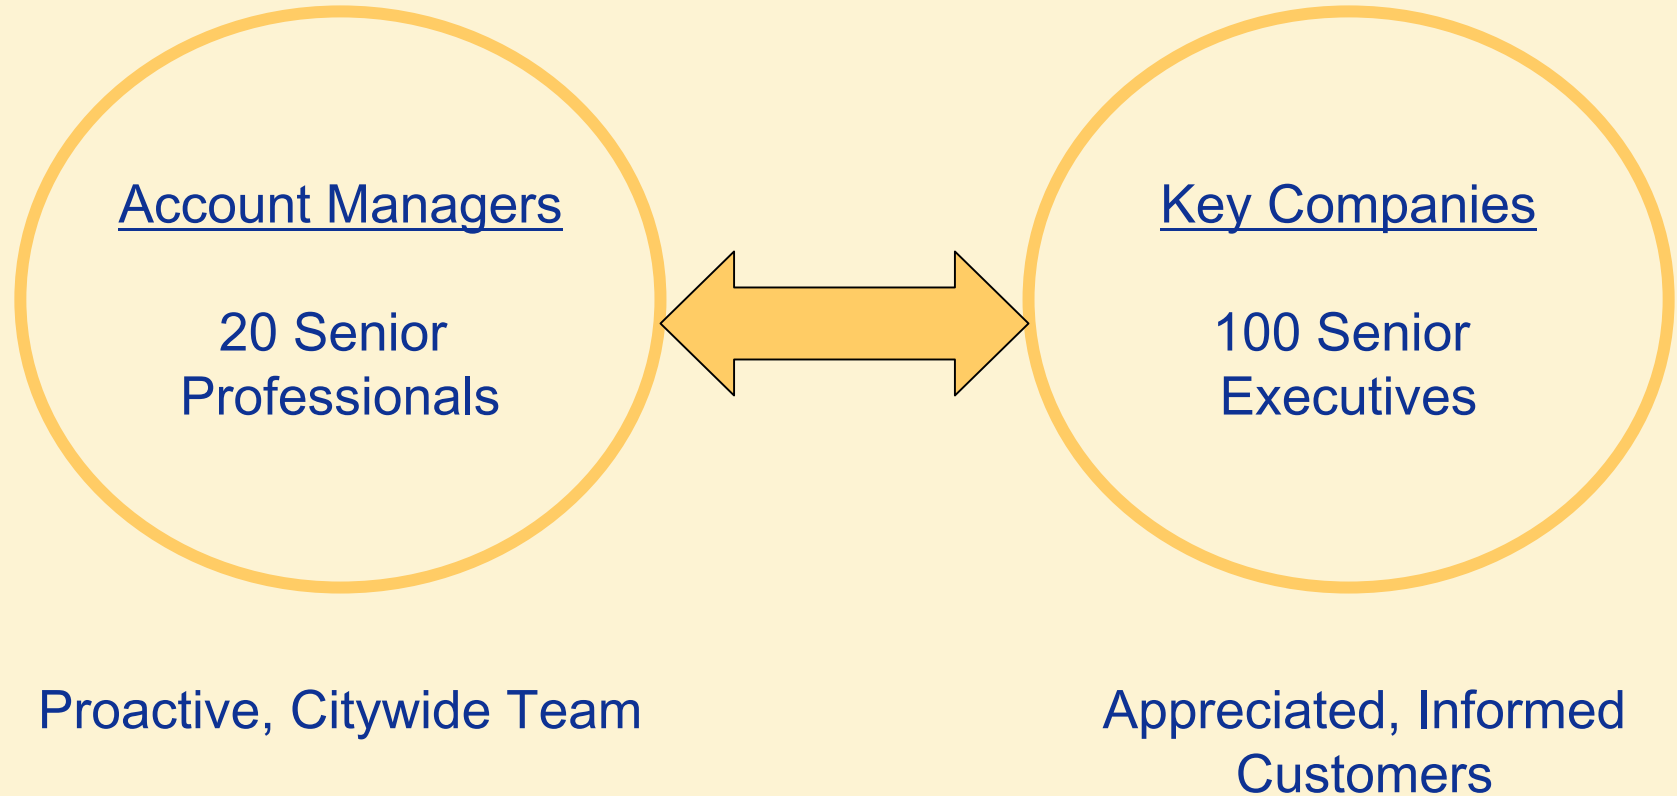 Account Managers
20 Senior
Professionals
Key Companies
100 Senior
Executives
Proactive, Citywide Team
Appreciated, Informed
Customers